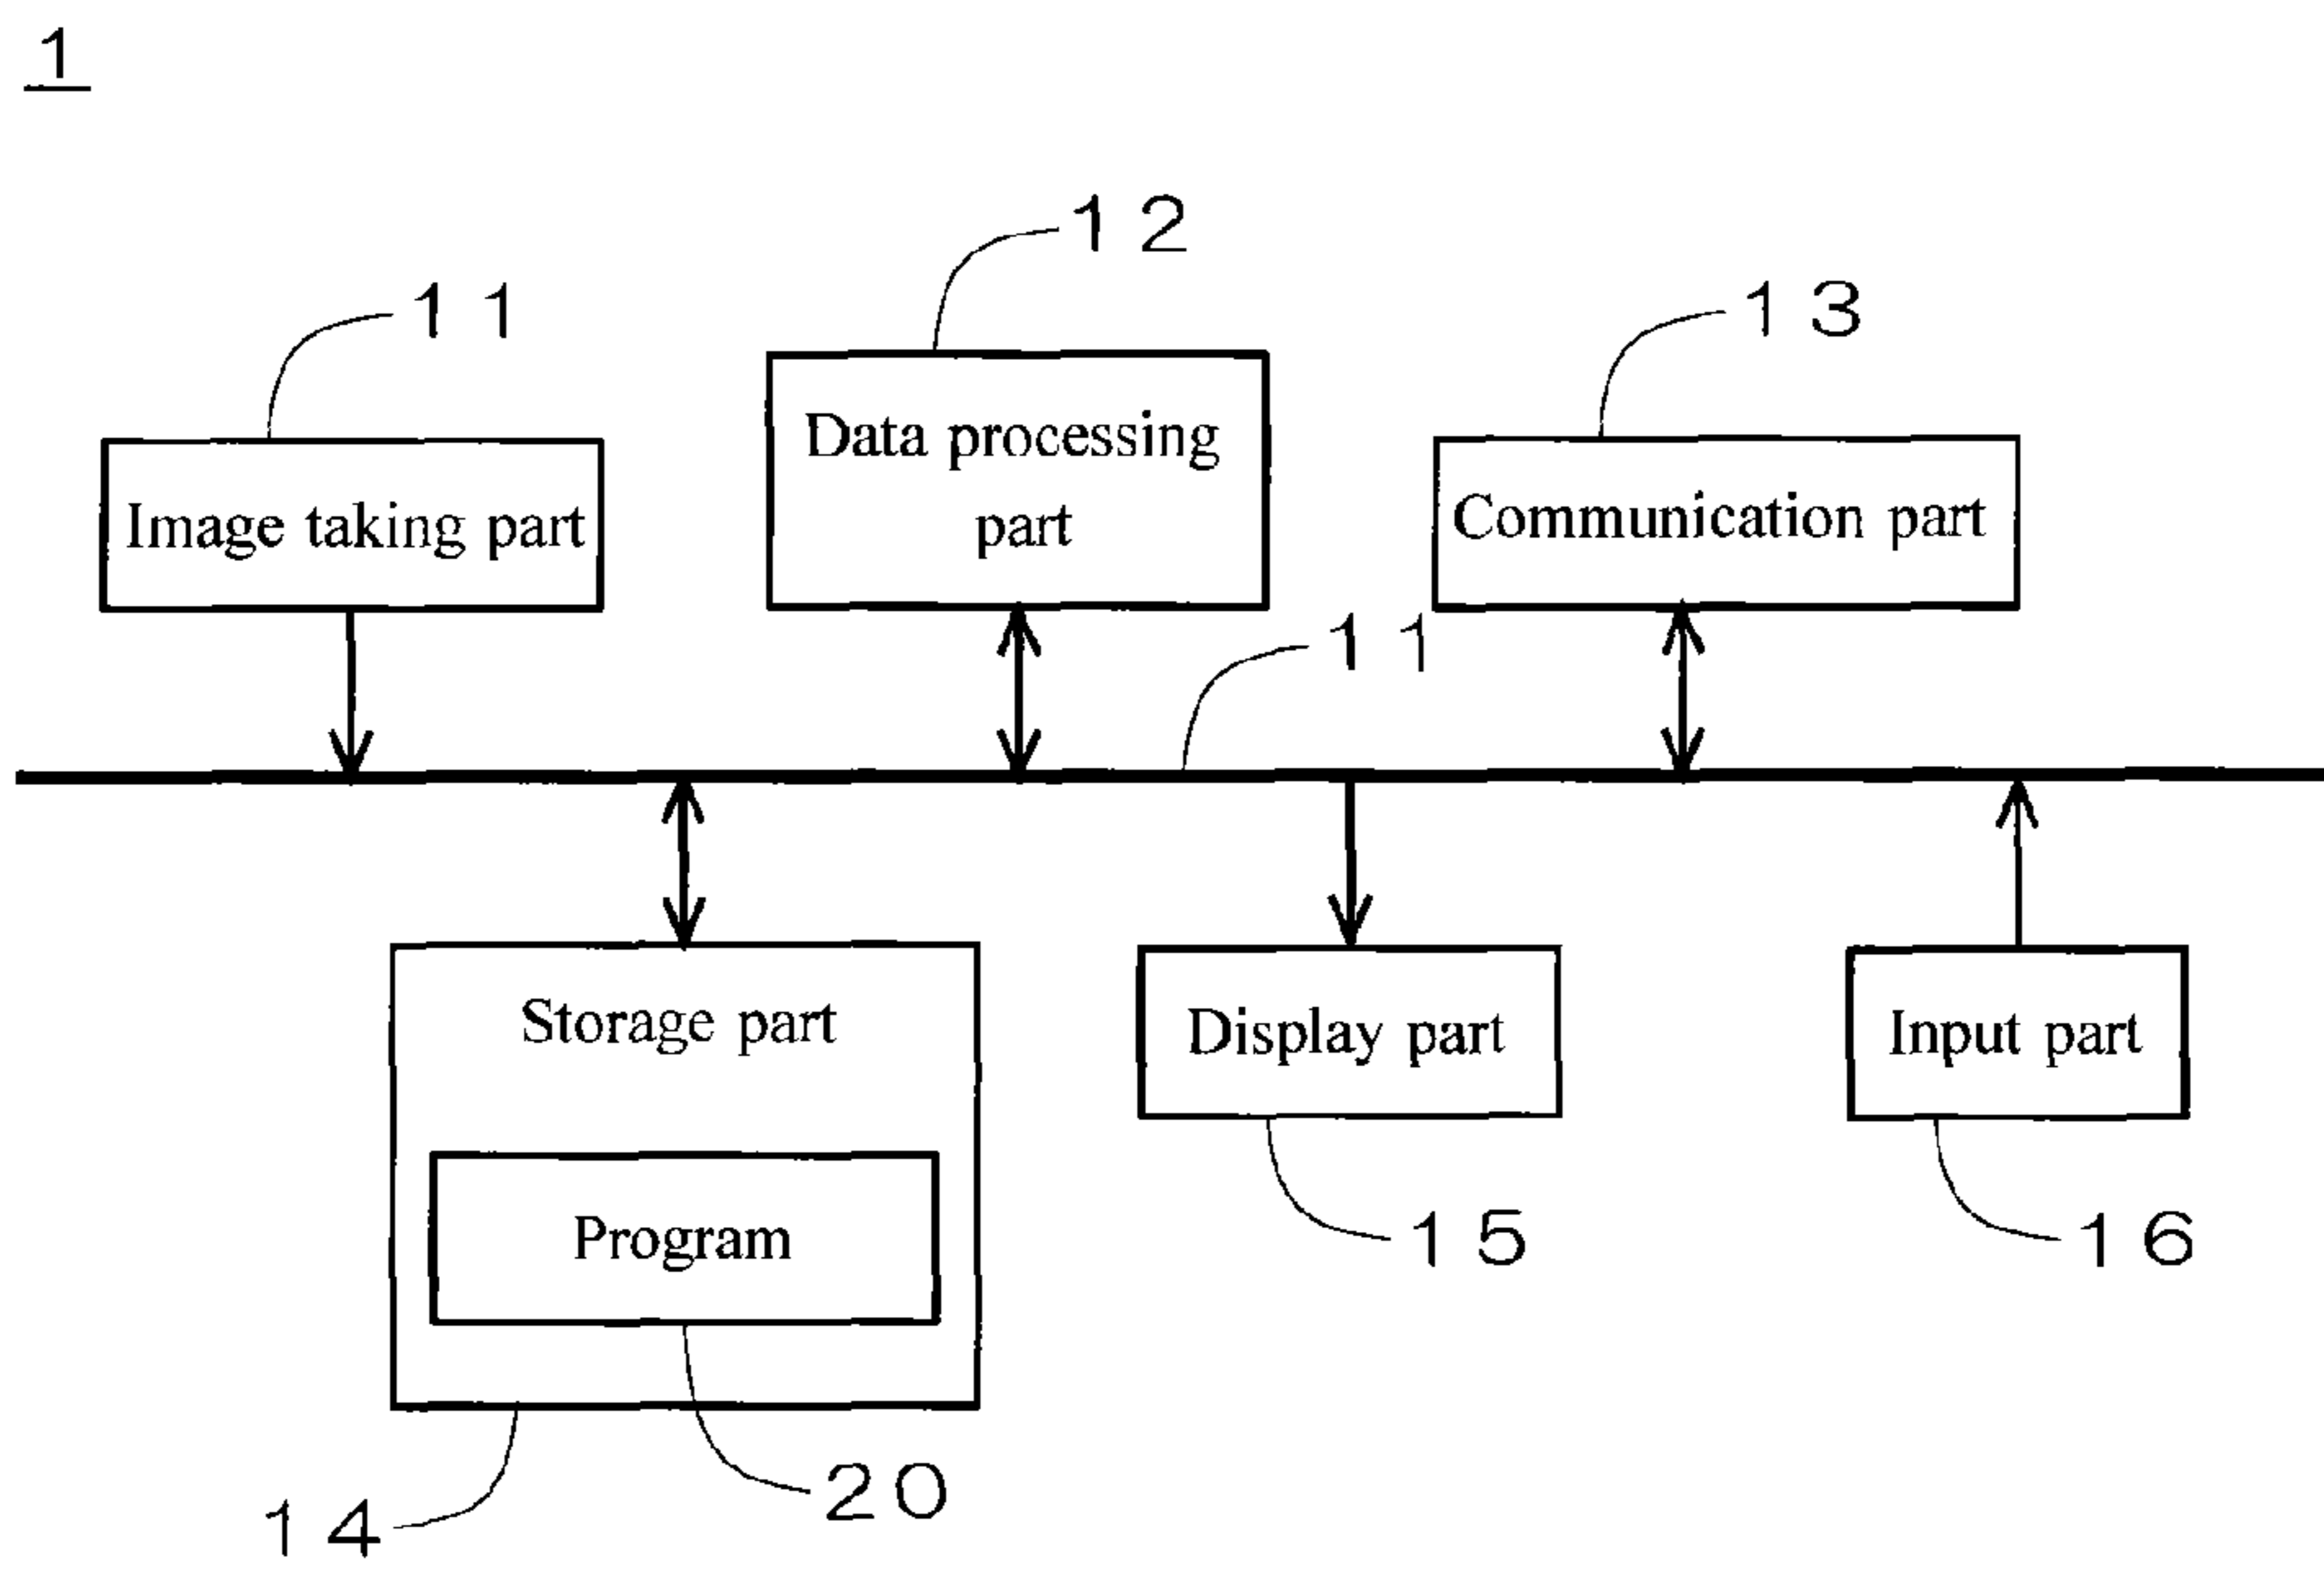 1
12
11
13
Data processing
part
Image taking part
Communication part
11
Storage part
Display part
Input part
Program
15
16
20
14